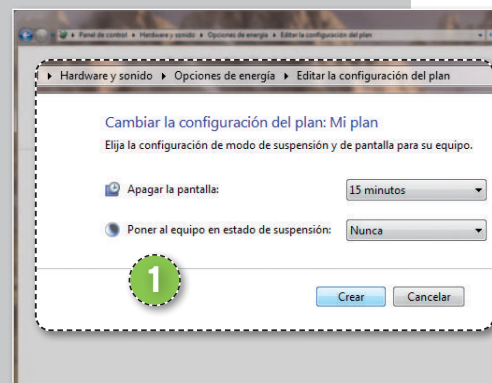 Panel de control ▸ Hardware y sonido ▸ Opciones de energía ▸ Editar la configuración del plan
▸ Hardware y sonido ▸ Opciones de energía ▸ Editar la configuración del plan
Cambiar la configuración del plan: Mi plan
Elija la configuración de modo de suspensión y de pantalla para su equipo.
Apagar la pantalla: 15 minutos
Poner al equipo en estado de suspensión: Nunca
1
Crear Cancelar